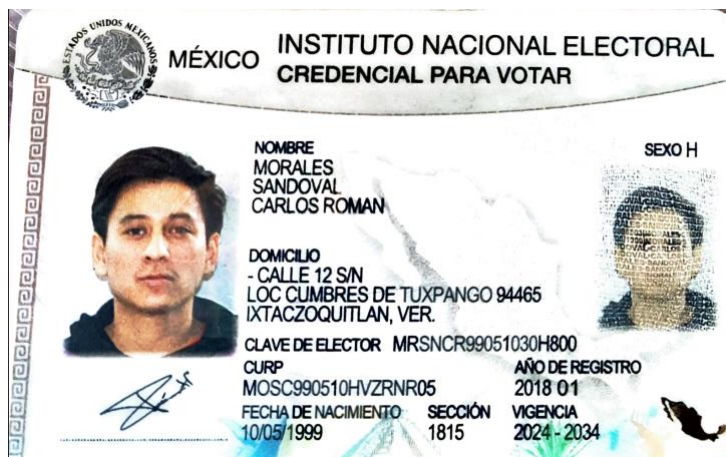 ESTADOS UNIDOS MEXICANOS
MÉXICO
INSTITUTO NACIONAL ELECTORAL
CREDENCIAL PARA VOTAR
NOMBRE
MORALES
SANDOVAL
CARLOS ROMAN
SEXO H
DOMICILIO
- CALLE 12 S/N
LOC CUMBRES DE TUXPANGO 94465
IXTACZOQUITLAN, VER.
CLAVE DE ELECTOR MRSNCR99051030H800
CURP
MOSC990510HVZRNR05
AÑO DE REGISTRO
2018 01
FECHA DE NACIMIENTO
10/05/1999
SECCIÓN
1815
VIGENCIA
2024 - 2034